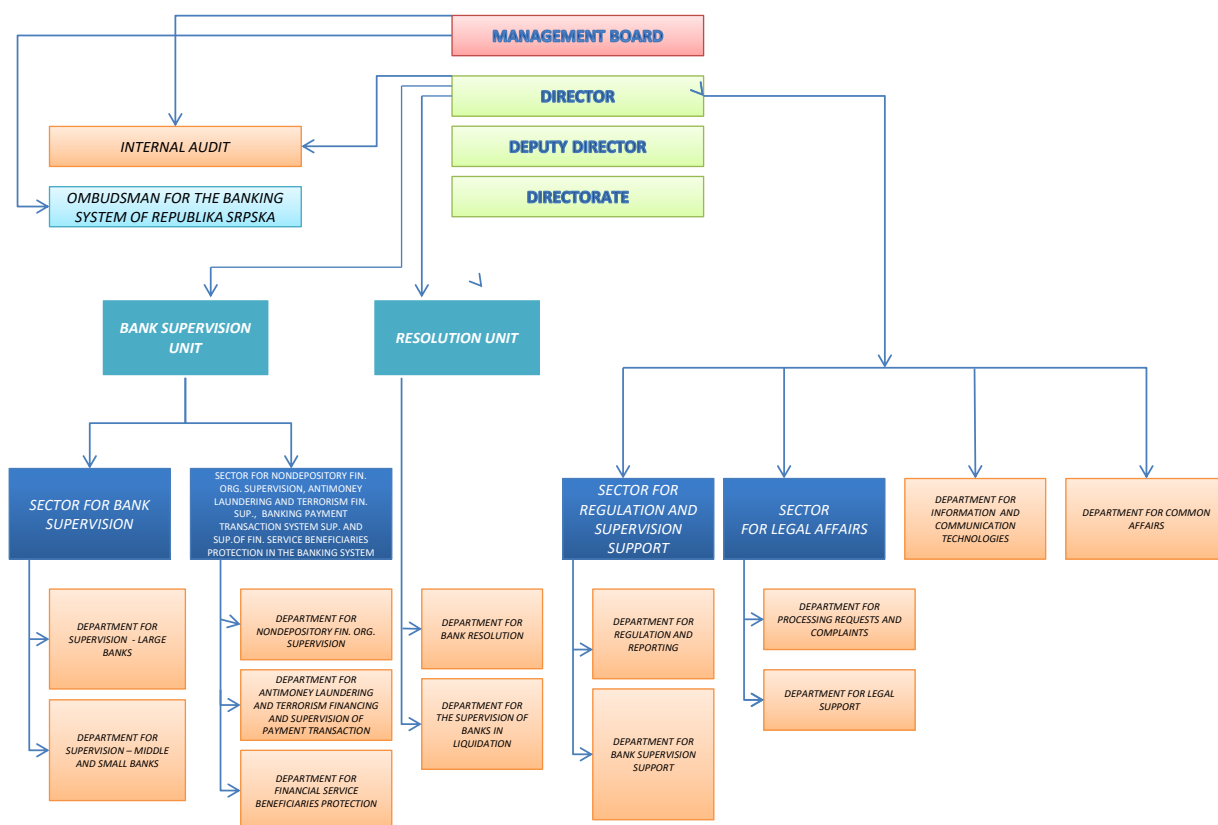 MANAGEMENT BOARD
DIRECTOR
INTERNAL AUDIT
DEPUTY DIRECTOR
OMBUDSMAN FOR THE BANKING
SYSTEM OF REPUBLIKA SRPSKA
DIRECTORATE
BANK SUPERVISION
UNIT
RESOLUTION UNIT
SECTOR FOR BANK
SUPERVISION
SECTOR FOR NONDEPOSITORY FIN.
ORG. SUPERVISION, ANTIMONEY
LAUNDERING AND TERRORISM FIN.
SUP., BANKING PAYMENT
TRANSACTION SYSTEM SUP. AND
SUP.OF FIN. SERVICE BENEFICIARIES
PROTECTION IN THE BANKING SYSTEM
SECTOR FOR
REGULATION AND
SUPERVISION
SUPPORT
SECTOR
FOR LEGAL AFFAIRS
DEPARTMENT FOR
INFORMATION AND
COMMUNICATION
TECHNOLOGIES
DEPARTMENT FOR COMMON
AFFAIRS
DEPARTMENT FOR
SUPERVISION - LARGE
BANKS
DEPARTMENT FOR
NONDEPOSITORY FIN. ORG.
SUPERVISION
DEPARTMENT FOR
BANK RESOLUTION
DEPARTMENT FOR
REGULATION AND
REPORTING
DEPARTMENT FOR
PROCESSING REQUESTS AND
COMPLAINTS
DEPARTMENT FOR
SUPERVISION – MIDDLE
AND SMALL BANKS
DEPARTMENT FOR
ANTIMONEY LAUNDERING
AND TERRORISM FINANCING
AND SUPERVISION OF
PAYMENT TRANSACTION
DEPARTMENT FOR
THE SUPERVISION OF
BANKS IN
LIQUIDATION
DEPARTMENT FOR
BANK SUPERVISION
SUPPORT
DEPARTMENT FOR LEGAL
SUPPORT
DEPARTMENT FOR
FINANCIAL SERVICE
BENEFICIARIES PROTECTION